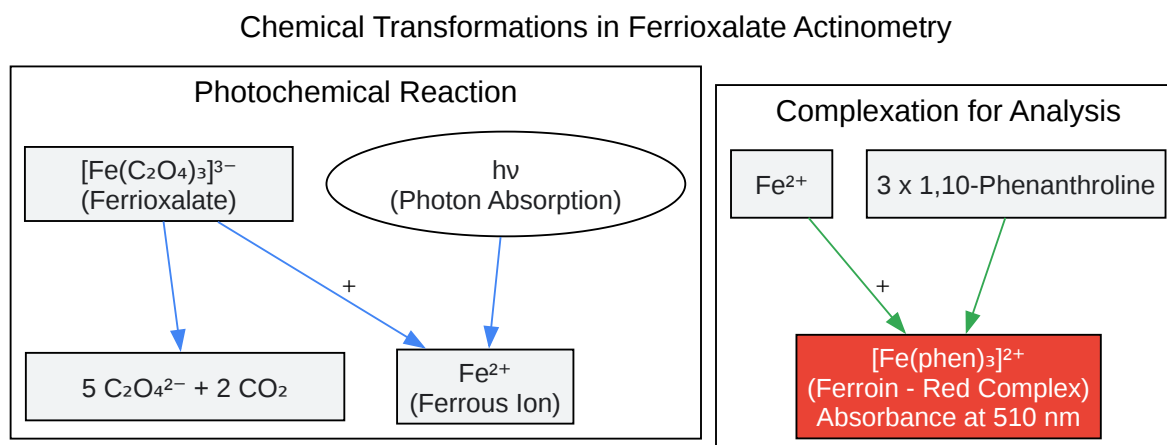 Chemical Transformations in Ferrioxalate Actinometry
Photochemical Reaction
[Fe(C₂O₄)₃]³⁻
(Ferrioxalate)
hν
(Photon Absorption)
+
5 C₂O₄²⁻ + 2 CO₂
Fe²⁺
(Ferrous Ion)
Complexation for Analysis
Fe²⁺
3 x 1,10-Phenanthroline
+
[Fe(phen)₃]²⁺
(Ferroin - Red Complex)
Absorbance at 510 nm